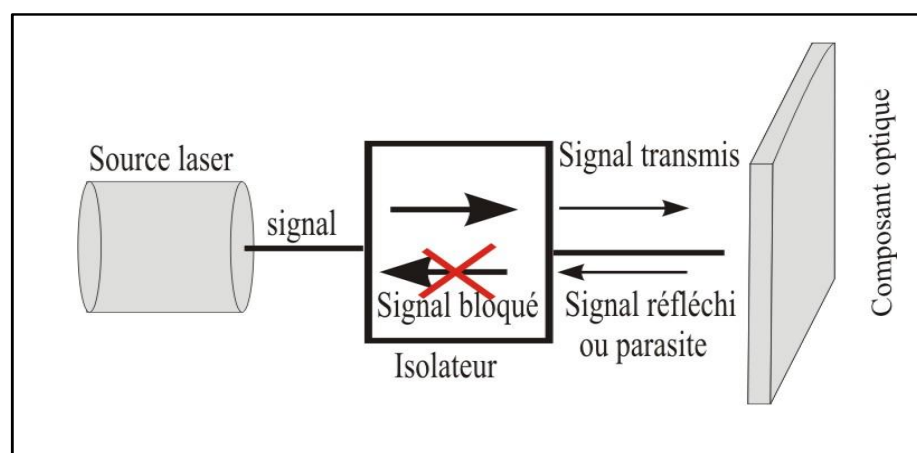 Source laser
signal
Signal transmis
Signal bloqué
Isolateur
Signal réfléchi
ou parasite
Composant optique